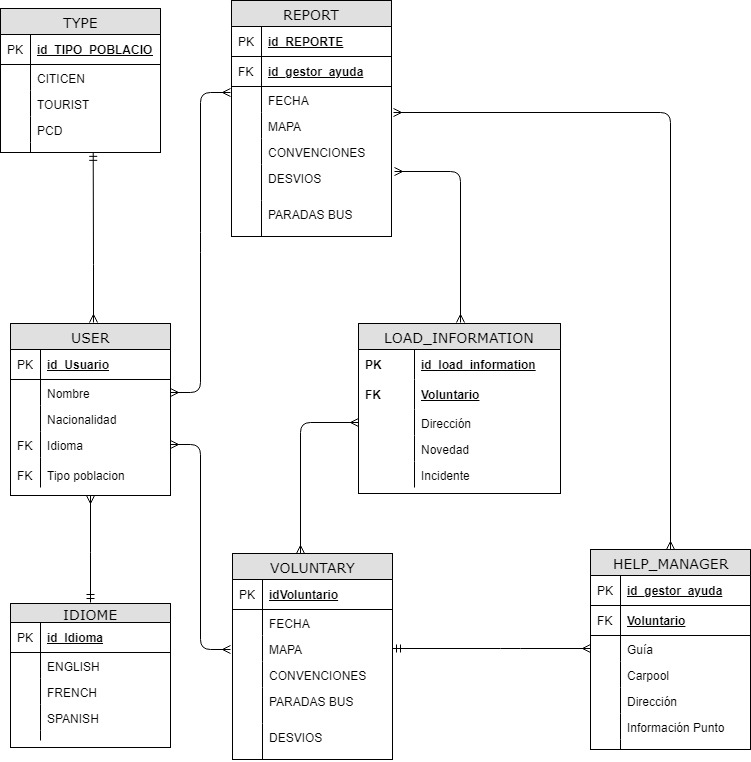 TYPE
PK id_TIPO_POBLACIO
CITICEN
TOURIST
PCD
REPORT
PK id_REPORTE
FK id_gestor_ayuda
FECHA
MAPA
CONVENCIONES
DESVIOS
PARADAS BUS
USER
PK id_Usuario
Nombre
Nacionalidad
FK Idioma
FK Tipo poblacion
LOAD_INFORMATION
PK id_load_information
FK Voluntario
Dirección
Novedad
Incidente
IDIOME
PK id_Idioma
ENGLISH
FRENCH
SPANISH
VOLUNTARY
PK idVoluntario
FECHA
MAPA
CONVENCIONES
PARADAS BUS
DESVIOS
HELP_MANAGER
PK id_gestor_ayuda
FK Voluntario
Guía
Carpool
Dirección
Información Punto